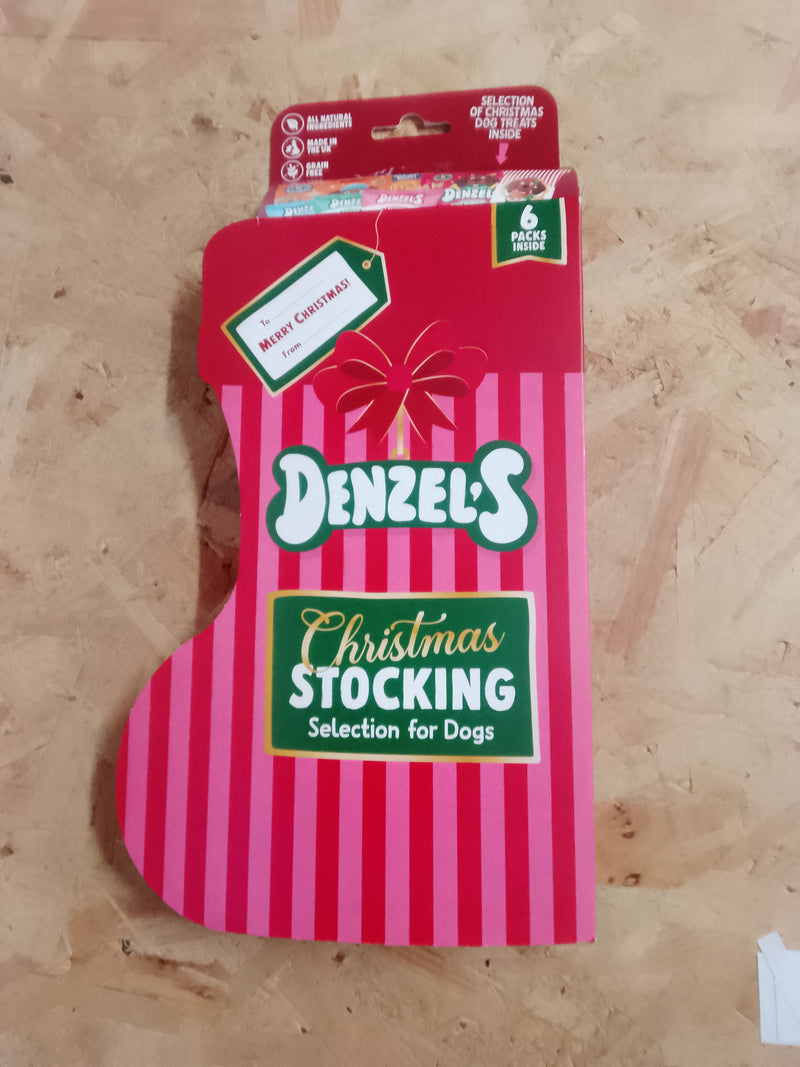 ALL NATURAL
INGREDIENTS
MADE IN
THE UK
GRAIN
FREE
SELECTION
OF CHRISTMAS
DOG TREATS
INSIDE
DENZEL'S
DENZEL'S
6
PACKS
INSIDE
To
MERRY CHRISTMAS!
From
DENZEL'S
Christmas
STOCKING
Selection for Dogs